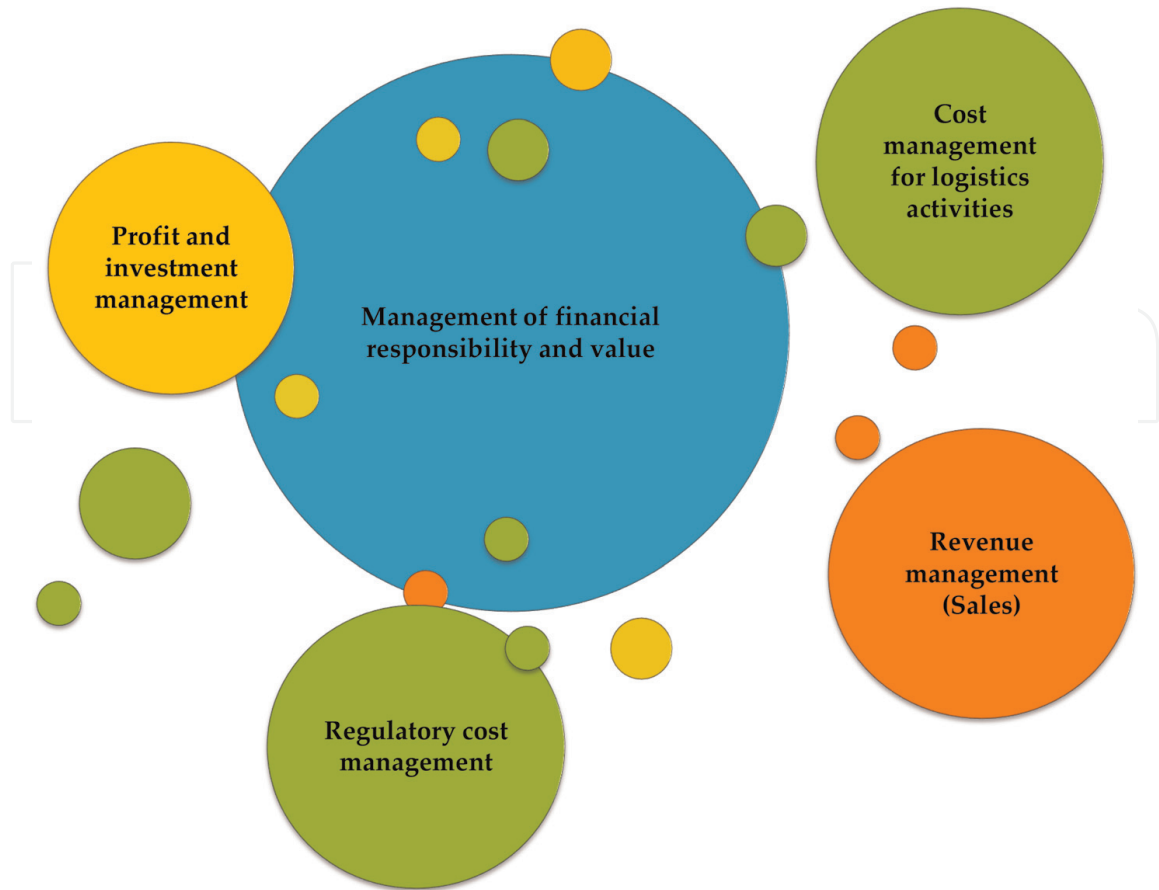 Cost
management
for logistics
activities
Profit and
investment
management
Management of financial
responsibility and value
Revenue
management
(Sales)
Regulatory cost
management